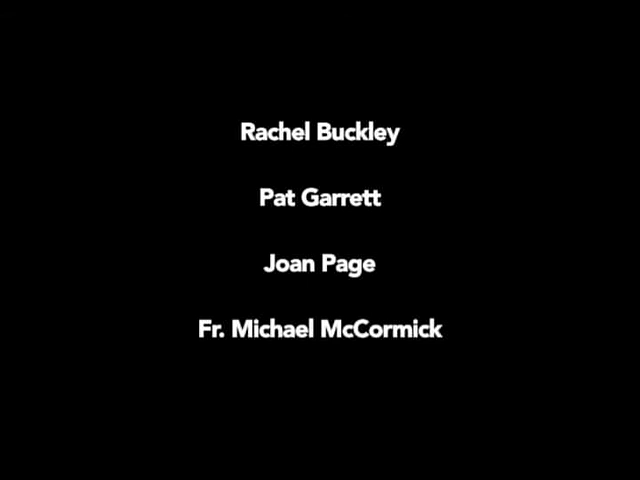 Rachel Buckley
Pat Garrett
Joan Page
Fr. Michael McCormick